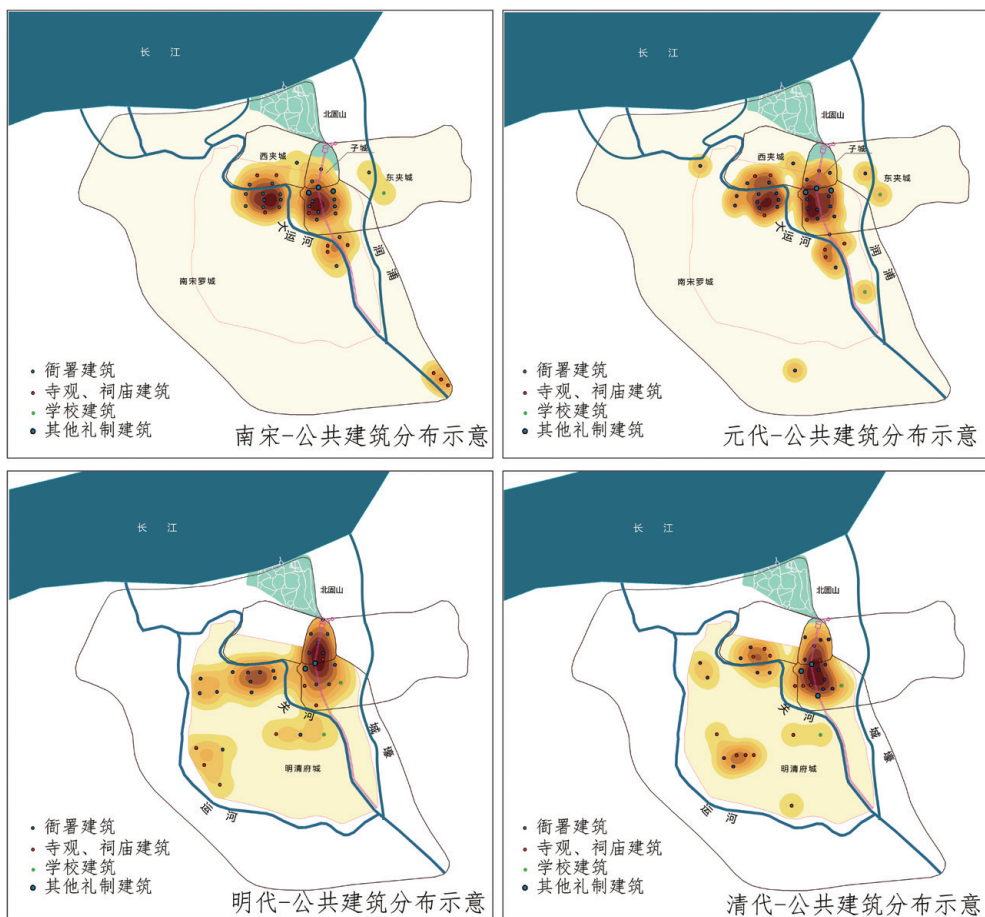 长 江
北固山
子城
西夹城
东夹城
大运河
润浦
南宋罗城
衙署建筑
寺观、祠庙建筑
学校建筑
其他礼制建筑
南宋-公共建筑分布示意
长 江
北固山
子城
西夹城
东夹城
大运河
润浦
南宋罗城
衙署建筑
寺观、祠庙建筑
学校建筑
其他礼制建筑
元代-公共建筑分布示意
长 江
北固山
关河
城壕
明清府城
运河
衙署建筑
寺观、祠庙建筑
学校建筑
其他礼制建筑
明代-公共建筑分布示意
长 江
北固山
关河
城壕
明清府城
运河
衙署建筑
寺观、祠庙建筑
学校建筑
其他礼制建筑
清代-公共建筑分布示意